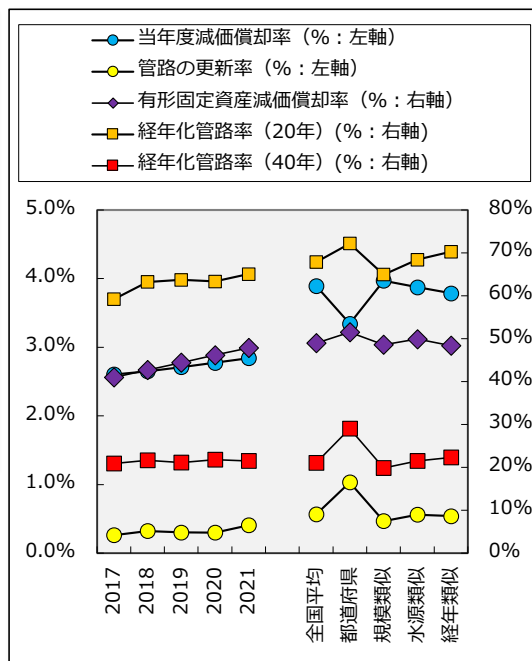 当年度減価償却率（%：左軸）
管路の更新率（%：左軸）
有形固定資産減価償却率（%：右軸）
経年化管路率（20年）(%：右軸)
経年化管路率（40年）(%：右軸)
5.0%
4.0%
3.0%
2.0%
1.0%
0.0%
80%
70%
60%
50%
40%
30%
20%
10%
0%
2017
2018
2019
2020
2021
全国平均
都道府県
規模類似
水源類似
経年類似